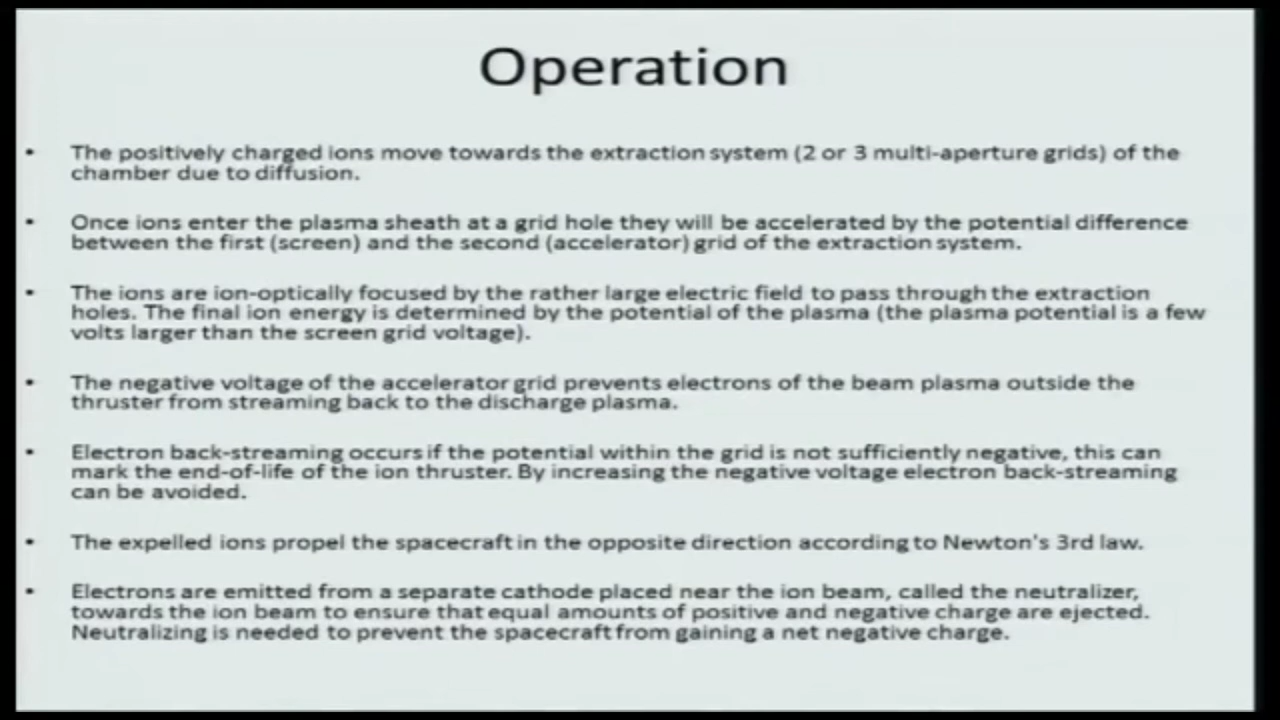 Operation
• The positively charged ions move towards the extraction system (2 or 3 multi-aperture grids) of the
chamber due to diffusion.
• Once ions enter the plasma sheath at a grid hole they will be accelerated by the potential difference
between the first (screen) and the second (accelerator) grid of the extraction system.
• The ions are ion-optically focused by the rather large electric field to pass through the extraction
holes. The final ion energy is determined by the potential of the plasma (the plasma potential is a few
volts larger than the screen grid voltage).
• The negative voltage of the accelerator grid prevents electrons of the beam plasma outside the
thruster from streaming back to the discharge plasma.
• Electron back-streaming occurs if the potential within the grid is not sufficiently negative, this can
mark the end-of-life of the ion thruster. By increasing the negative voltage electron back-streaming
can be avoided.
• The expelled ions propel the spacecraft in the opposite direction according to Newton's 3rd law.
• Electrons are emitted from a separate cathode placed near the ion beam, called the neutralizer,
towards the ion beam to ensure that equal amounts of positive and negative charge are ejected.
Neutralizing is needed to prevent the spacecraft from gaining a net negative charge.